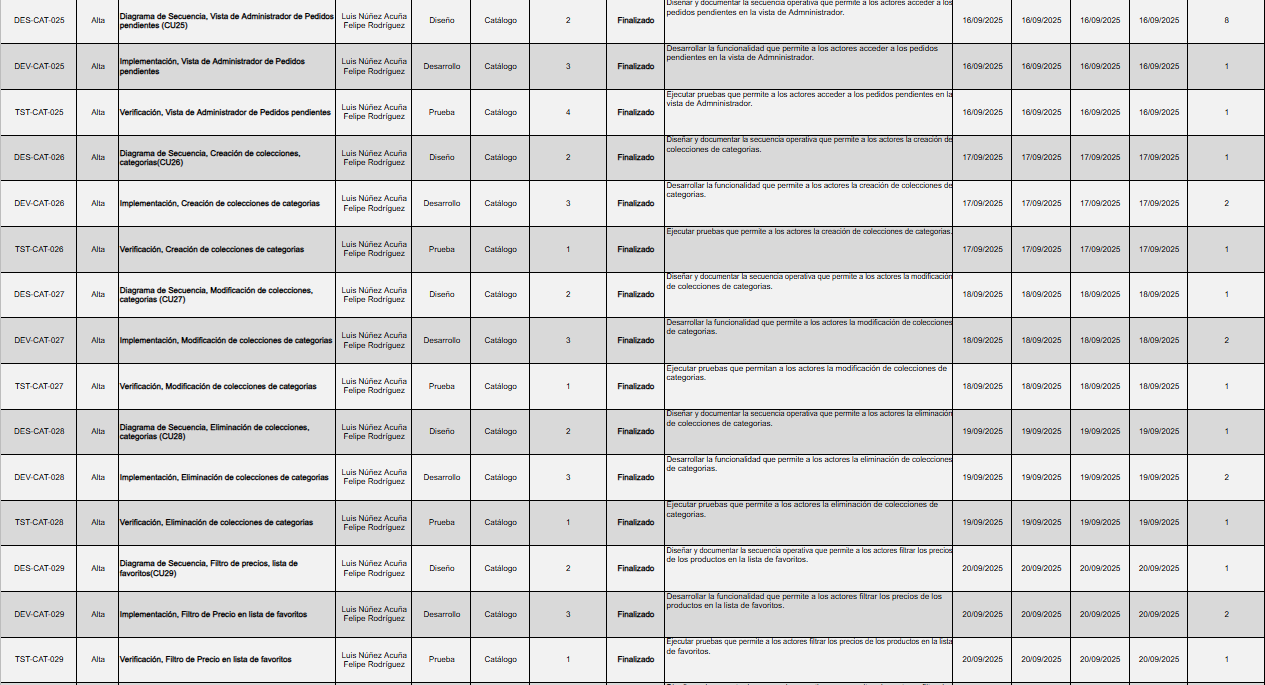 Diseñar y documentar la secuencia operativa que permite a los actores acceder a los
DES-CAT-025 Alta Diagrama de Secuencia, Vista de Administrador de Pedidos pendientes (CU25) Luis Núñez Acuña Felipe Rodríguez Diseño Catálogo 2 Finalizado pedidos pendientes en la vista de Admninistrador. 16/09/2025 16/09/2025 16/09/2025 16/09/2025 8
DEV-CAT-025 Alta Implementación, Vista de Administrador de Pedidos pendientes Luis Núñez Acuña Felipe Rodríguez Desarrollo Catálogo 3 Finalizado Desarrollar la funcionalidad que permite a los actores acceder a los pedidos pendientes en la vista de Admninistrador. 16/09/2025 16/09/2025 16/09/2025 16/09/2025 1
TST-CAT-025 Alta Verificación, Vista de Administrador de Pedidos pendientes Luis Núñez Acuña Felipe Rodríguez Prueba Catálogo 4 Finalizado Ejecutar pruebas que permite a los actores acceder a los pedidos pendientes en la vista de Admninistrador. 16/09/2025 16/09/2025 16/09/2025 16/09/2025 1
DES-CAT-026 Alta Diagrama de Secuencia, Creación de colecciones, categorias(CU26) Luis Núñez Acuña Felipe Rodríguez Diseño Catálogo 2 Finalizado Diseñar y documentar la secuencia operativa que permite a los actores la creación de colecciones de categorias. 17/09/2025 17/09/2025 17/09/2025 17/09/2025 1
DEV-CAT-026 Alta Implementación, Creación de colecciones de categorias Luis Núñez Acuña Felipe Rodríguez Desarrollo Catálogo 3 Finalizado Desarrollar la funcionalidad que permite a los actores la creación de colecciones de categorias. 17/09/2025 17/09/2025 17/09/2025 17/09/2025 2
TST-CAT-026 Alta Verificación, Creación de colecciones de categorias Luis Núñez Acuña Felipe Rodríguez Prueba Catálogo 1 Finalizado Ejecutar pruebas que permite a los actores la creación de colecciones de categorias. 17/09/2025 17/09/2025 17/09/2025 17/09/2025 1
DES-CAT-027 Alta Diagrama de Secuencia, Modificación de colecciones, categorias (CU27) Luis Núñez Acuña Felipe Rodríguez Diseño Catálogo 2 Finalizado Diseñar y documentar la secuencia operativa que permite a los actores la modificación de colecciones de categorias. 18/09/2025 18/09/2025 18/09/2025 18/09/2025 1
DEV-CAT-027 Alta Implementación, Modificación de colecciones de categorias Luis Núñez Acuña Felipe Rodríguez Desarrollo Catálogo 3 Finalizado Desarrollar la funcionalidad que permite a los actores la modificación de colecciones de categorias. 18/09/2025 18/09/2025 18/09/2025 18/09/2025 2
TST-CAT-027 Alta Verificación, Modificación de colecciones de categorias Luis Núñez Acuña Felipe Rodríguez Prueba Catálogo 1 Finalizado Ejecutar pruebas que permitan a los actores la modificación de colecciones de categorias. 18/09/2025 18/09/2025 18/09/2025 18/09/2025 1
DES-CAT-028 Alta Diagrama de Secuencia, Eliminación de colecciones, categorias (CU28) Luis Núñez Acuña Felipe Rodríguez Diseño Catálogo 2 Finalizado Diseñar y documentar la secuencia operativa que permite a los actores la eliminación de colecciones de categorias. 19/09/2025 19/09/2025 19/09/2025 19/09/2025 1
DEV-CAT-028 Alta Implementación, Eliminación de colecciones de categorias Luis Núñez Acuña Felipe Rodríguez Desarrollo Catálogo 3 Finalizado Desarrollar la funcionalidad que permite a los actores la eliminación de colecciones de categorias. 19/09/2025 19/09/2025 19/09/2025 19/09/2025 2
TST-CAT-028 Alta Verificación, Eliminación de colecciones de categorias Luis Núñez Acuña Felipe Rodríguez Prueba Catálogo 1 Finalizado Ejecutar pruebas que permite a los actores la eliminación de colecciones de categorias. 19/09/2025 19/09/2025 19/09/2025 19/09/2025 1
DES-CAT-029 Alta Diagrama de Secuencia, Filtro de precios, lista de favoritos(CU29) Luis Núñez Acuña Felipe Rodríguez Diseño Catálogo 2 Finalizado Diseñar y documentar la secuencia operativa que permite a los actores filtrar los precios de los productos en la lista de favoritos. 20/09/2025 20/09/2025 20/09/2025 20/09/2025 1
DEV-CAT-029 Alta Implementación, Filtro de Precio en lista de favoritos Luis Núñez Acuña Felipe Rodríguez Desarrollo Catálogo 3 Finalizado Desarrollar la funcionalidad que permite a los actores filtrar los precios de los productos en la lista de favoritos. 20/09/2025 20/09/2025 20/09/2025 20/09/2025 2
TST-CAT-029 Alta Verificación, Filtro de Precio en lista de favoritos Luis Núñez Acuña Felipe Rodríguez Prueba Catálogo 1 Finalizado Ejecutar pruebas que permite a los actores filtrar los precios de los productos en la lista de favoritos. 20/09/2025 20/09/2025 20/09/2025 20/09/2025 1